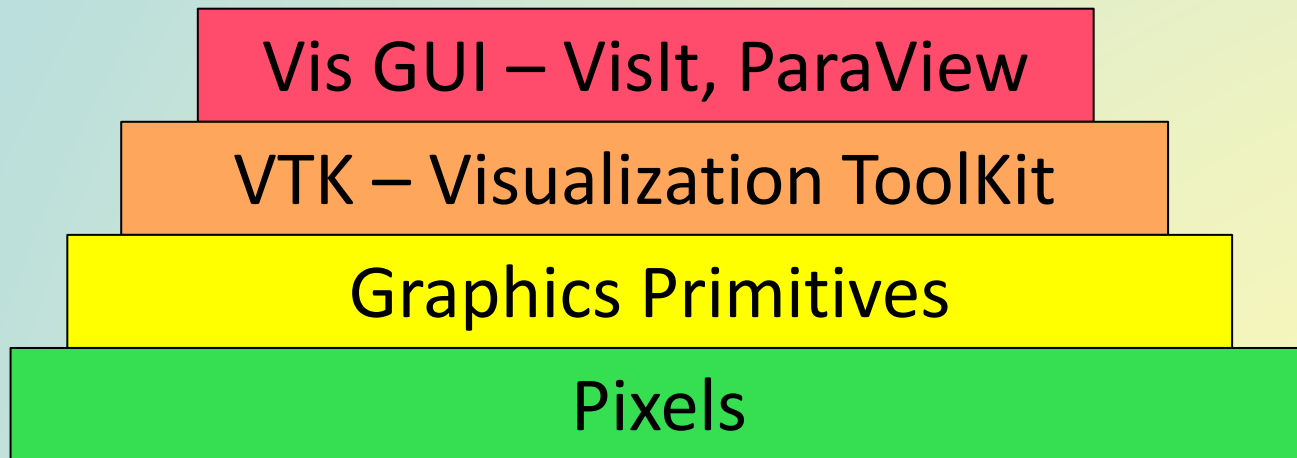 Vis GUI – VisIt, ParaView
VTK – Visualization ToolKit
Graphics Primitives
Pixels